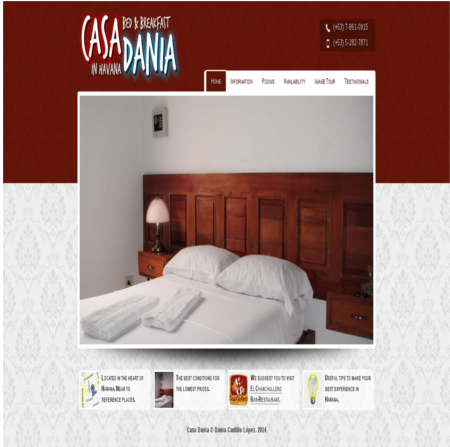 CASA BED & BREAKFAST
DANIA
IN HAVANA
(+53) 7-861-0915
(+53) 5-282-7871
Home Information Rooms Availability Image Tour Testimonials
Located in the heart of
Havana. Near to
reference places.
The best conditions for
the lowest prices.
We suggest you to visit
El Chanchullero
Bar-Restaurant.
Useful tips to make your
best experience in
Havana.
Casa Dania © Dania Castillo López. 2014